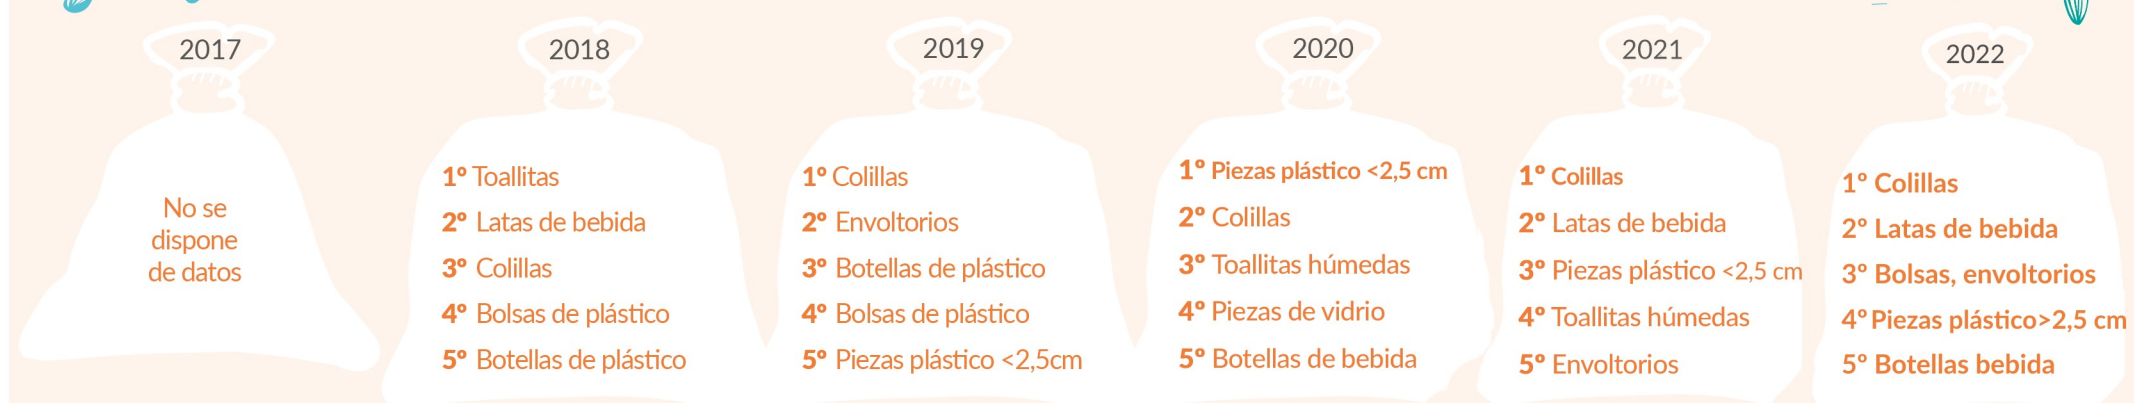 2017
No se
dispone
de datos
2018
1º Toallitas
2º Latas de bebida
3º Colillas
4º Bolsas de plástico
5º Botellas de plástico
2019
1º Colillas
2º Envoltorios
3º Botellas de plástico
4º Bolsas de plástico
5º Piezas plástico <2,5cm
2020
1º Piezas plástico <2,5 cm
2º Colillas
3º Toallitas húmedas
4º Piezas de vidrio
5º Botellas de bebida
2021
1º Colillas
2º Latas de bebida
3º Piezas plástico <2,5 cm
4º Toallitas húmedas
5º Envoltorios
2022
1º Colillas
2º Latas de bebida
3º Bolsas, envoltorios
4º Piezas plástico>2,5 cm
5º Botellas bebida